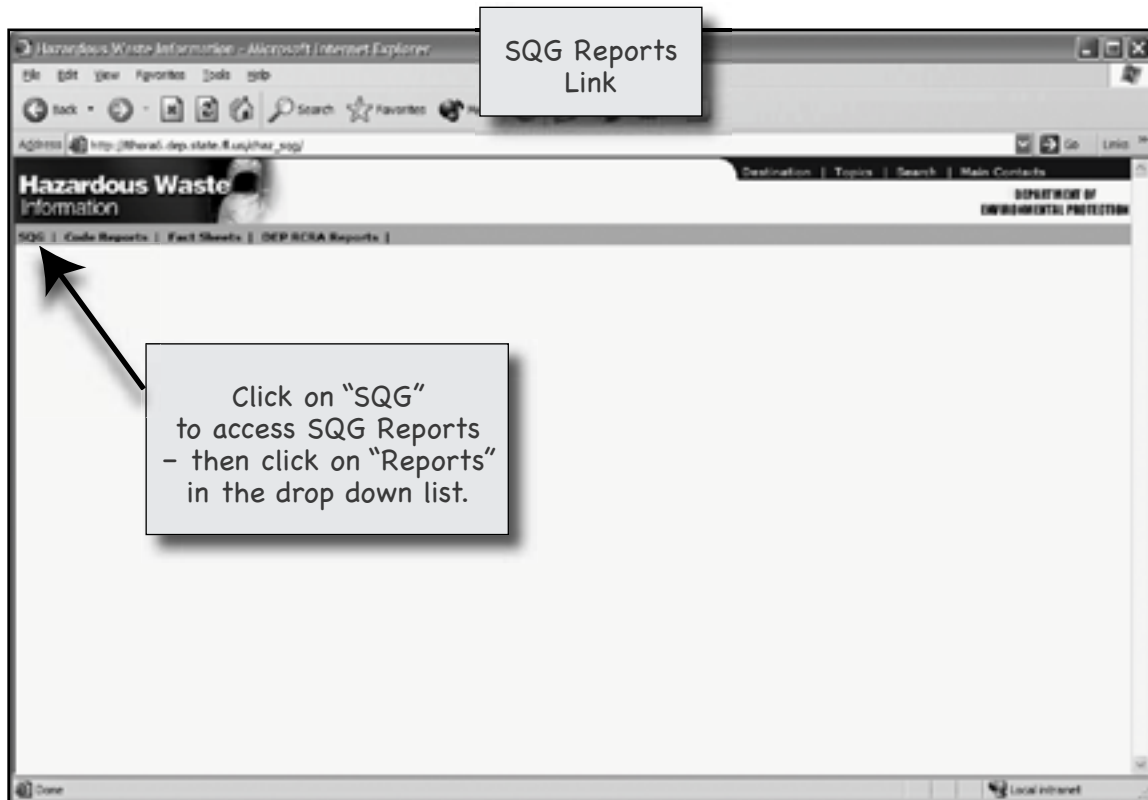 SQG Reports
Link
Hazardous Waste Information - Microsoft Internet Explorer
File Edit View Favorites Tools Help
Back Search Favorites
Address Go Links
Hazardous Waste
Information
Destination | Topics | Search | Main Contacts
DEPARTMENT OF
ENVIRONMENTAL PROTECTION
SQG | Code Reports | Fact Sheets | DEP RCRA Reports |
Click on “SQG”
to access SQG Reports
– then click on “Reports”
in the drop down list.
Done Local intranet